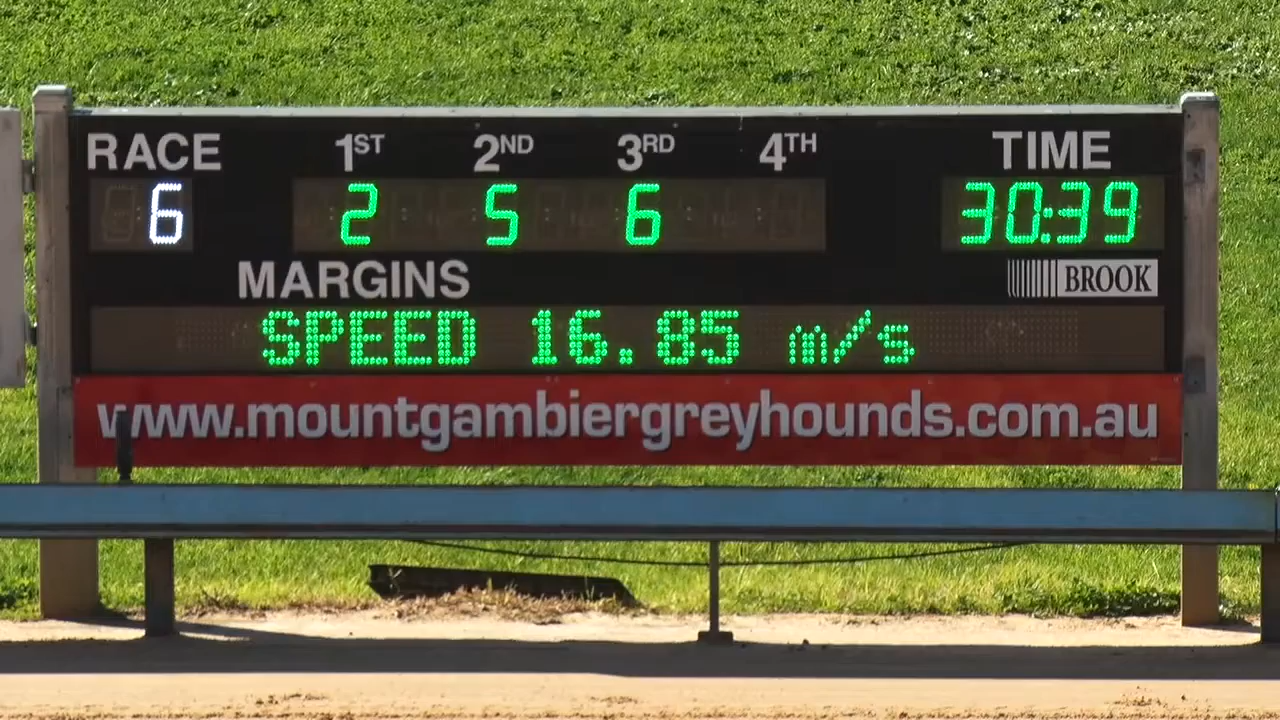 RACE 1ST 2ND 3RD 4TH TIME
6 2 5 6 30:39
MARGINS BROOK
SPEED 16.85 m/s
www.mountgambiergreyhounds.com.au